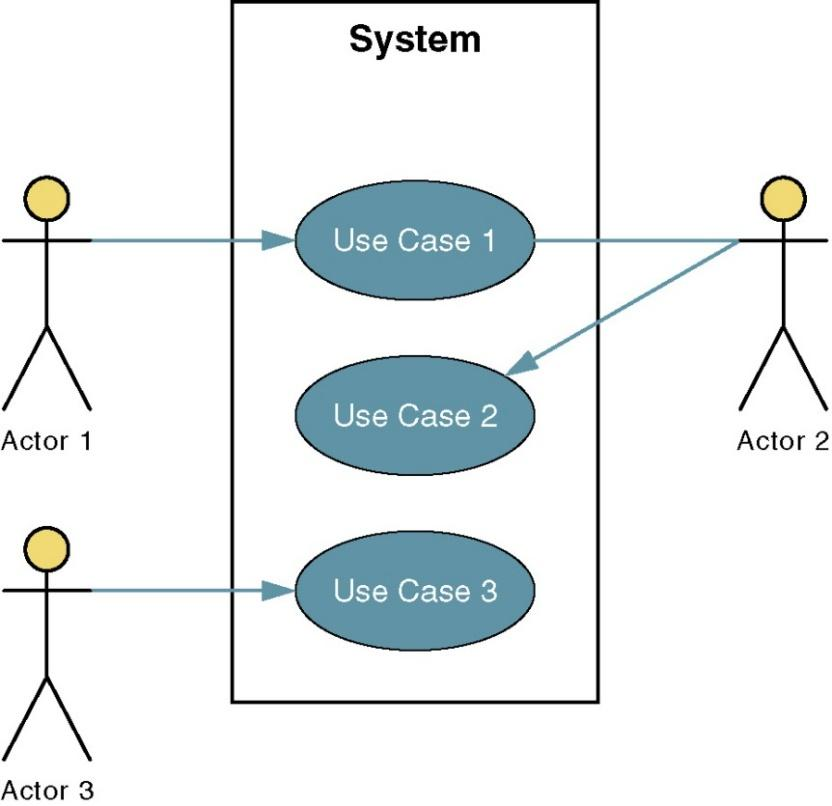 System
Use Case 1
Use Case 2
Actor 1
Actor 2
Use Case 3
Actor 3